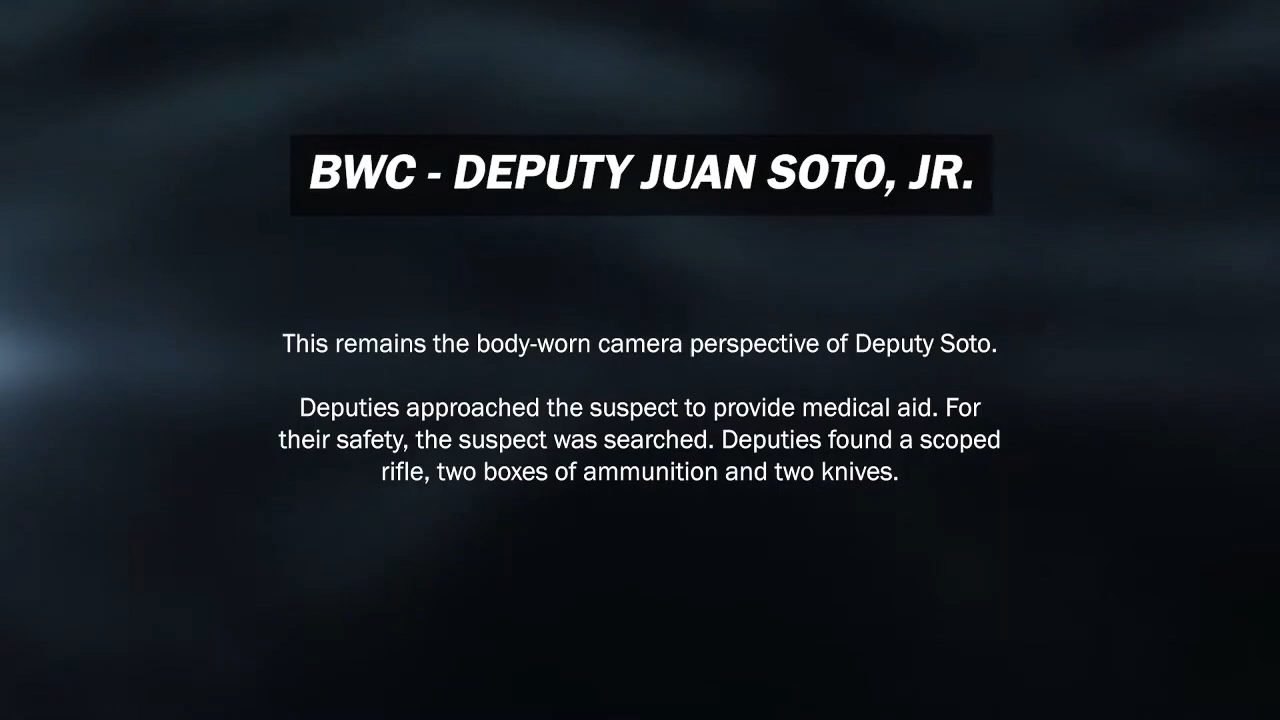 BWC - DEPUTY JUAN SOTO, JR.
This remains the body-worn camera perspective of Deputy Soto.
Deputies approached the suspect to provide medical aid. For
their safety, the suspect was searched. Deputies found a scoped
rifle, two boxes of ammunition and two knives.